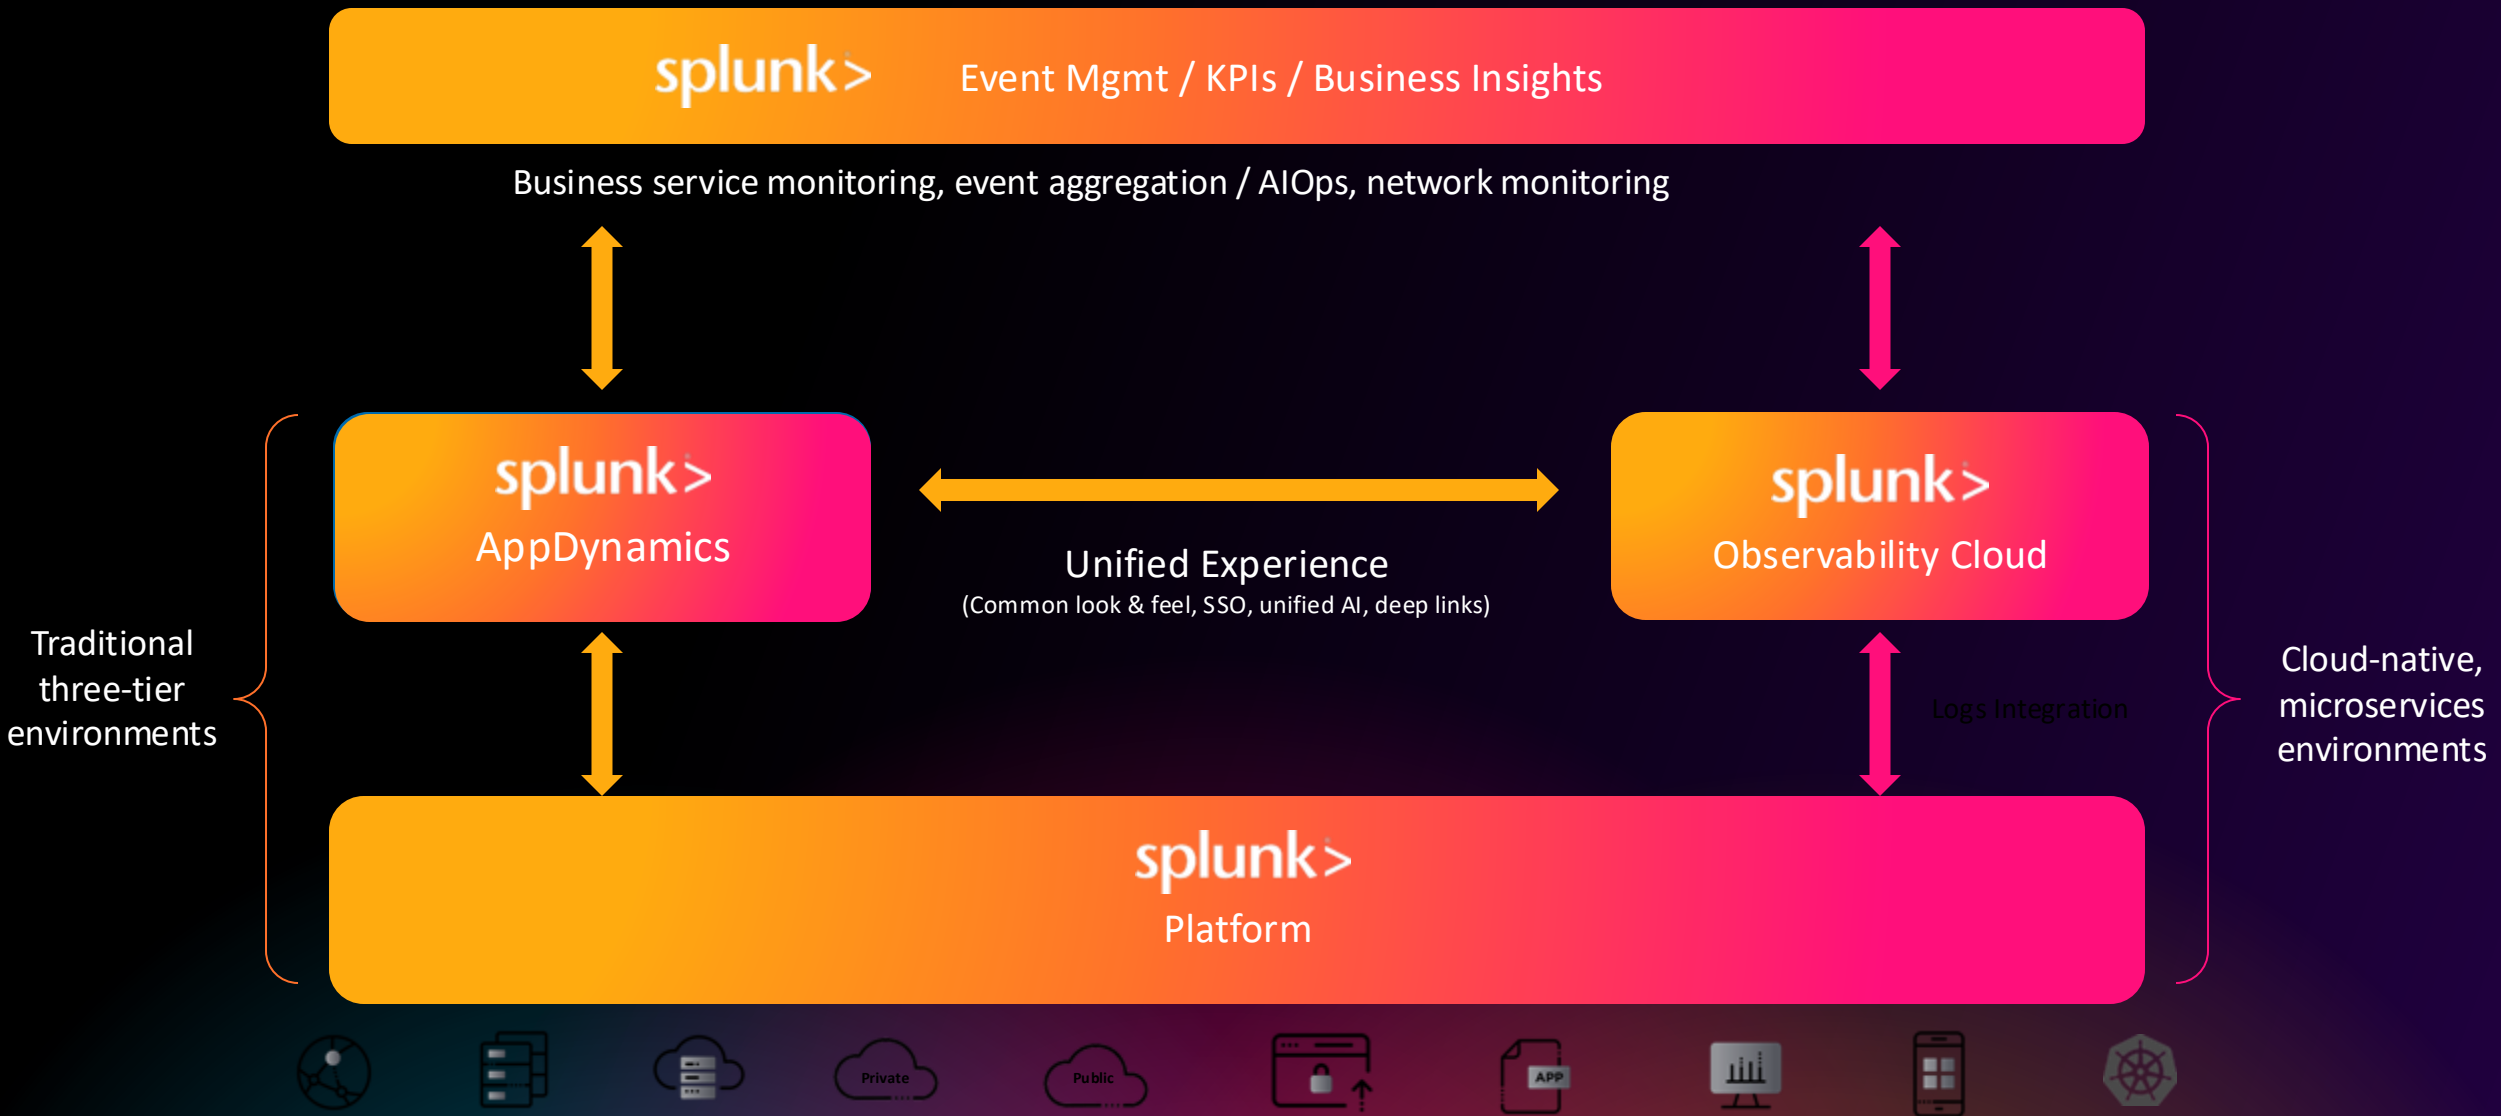 splunk> Event Mgmt / KPIs / Business Insights
Business service monitoring, event aggregation / AIOps, network monitoring
splunk>
AppDynamics
Unified Experience
(Common look & feel, SSO, unified AI, deep links)
splunk>
Observability Cloud
Traditional
three-tier
environments
Logs Integration
Cloud-native,
microservices
environments
splunk>
Platform
Private
Public
APP